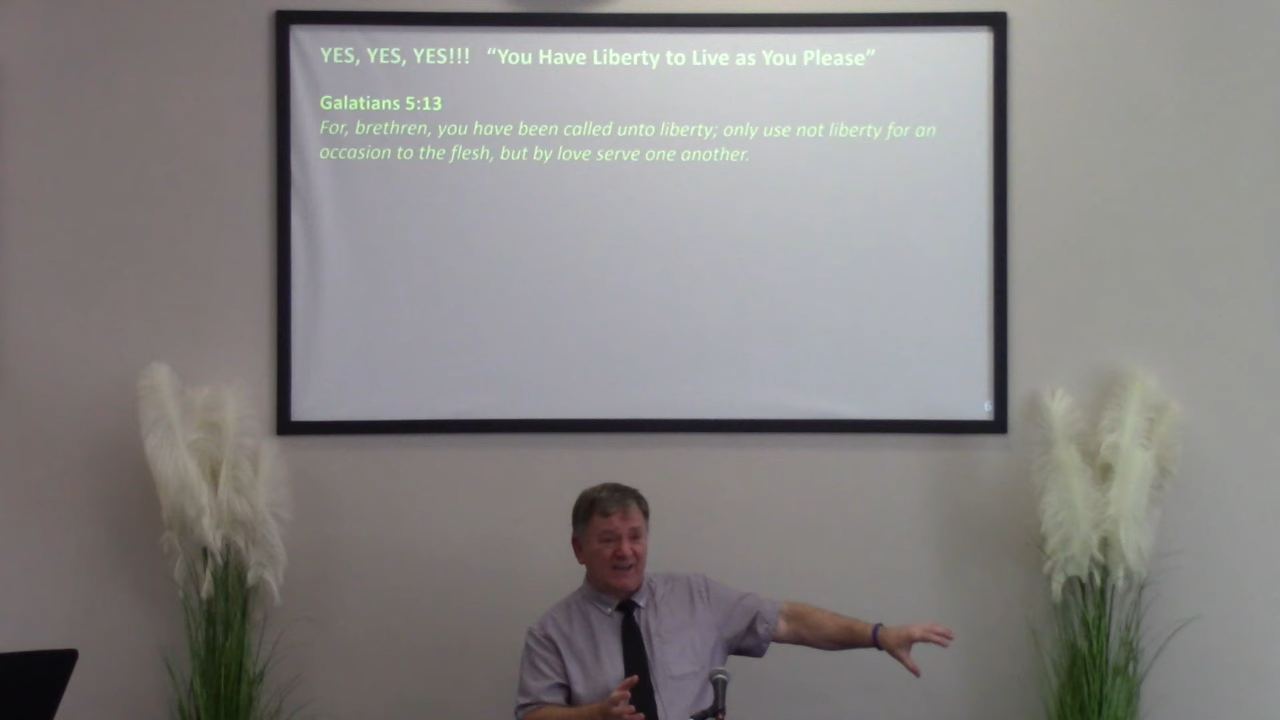 YES, YES, YES!!!   “You Have Liberty to Live as You Please”
Galatians 5:13
For, brethren, you have been called unto liberty; only use not liberty for an
occasion to the flesh, but by love serve one another.
6